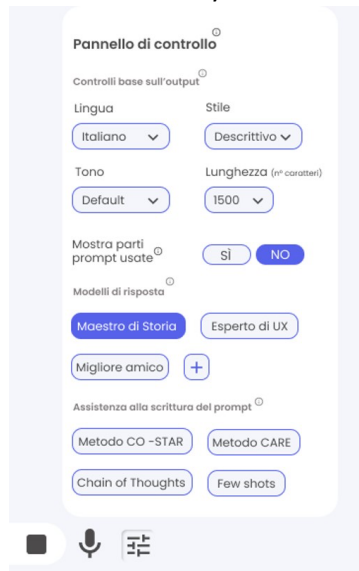 Pannello di controllo
Controlli base sull'output
Lingua Stile
Italiano Descrittivo
Tono Lunghezza (n° caratteri)
Default 1500
Mostra parti
prompt usate SÌ NO
Modelli di risposta
Maestro di Storia Esperto di UX
Migliore amico +
Assistenza alla scrittura del prompt
Metodo CO -STAR Metodo CARE
Chain of Thoughts Few shots